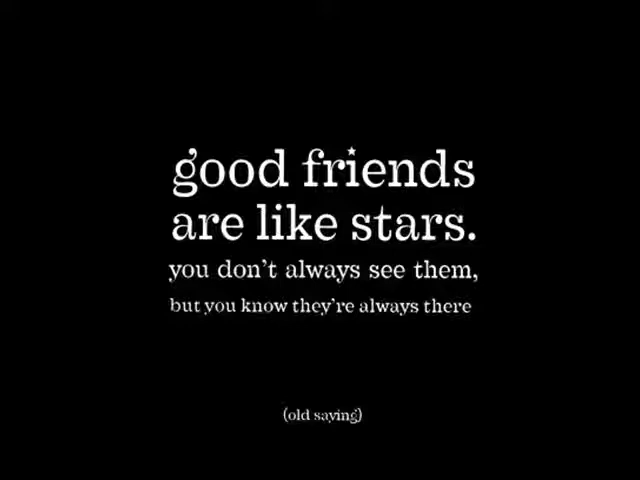 good friends
are like stars.
you don't always see them,
but you know they're always there
(old saying)